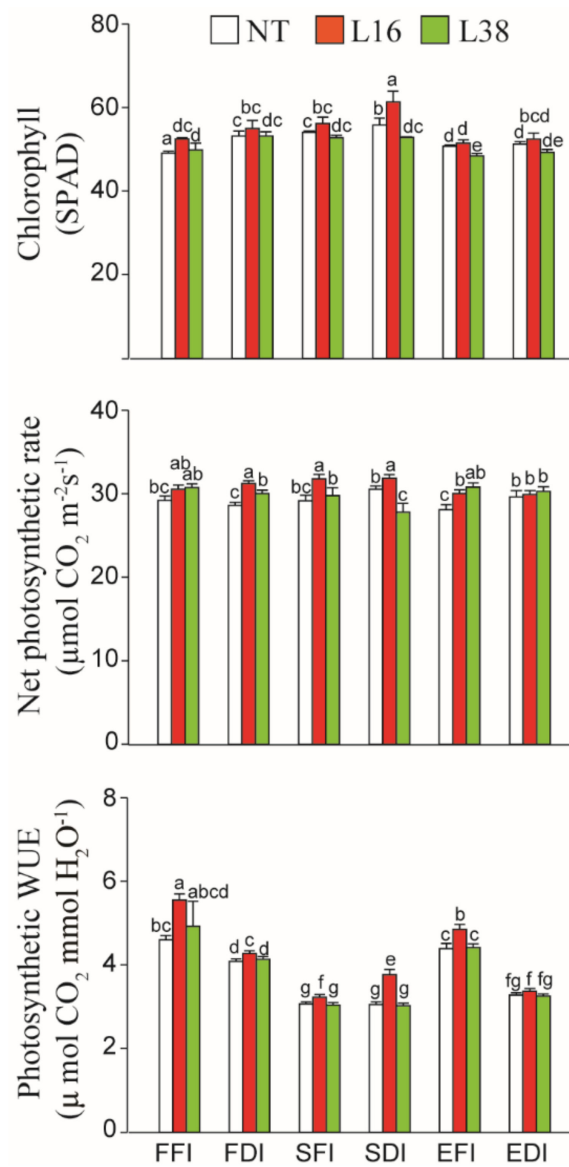 80
NT L16 L38
a
a dc d c bc dc c bc dc b dc d d e d bcd de
60
40
20
Chlorophyll
(SPAD)
40
bc ab ab c a b bc a b b a c c b ab b b b
30
20
10
0
Net photosynthetic rate
(μmol CO₂ m⁻²s⁻¹)
8
6
bc a abcd d c d g f g g e g c b c fg f fg
4
2
0
Photosynthetic WUE
(μ mol CO₂ mmol H₂O⁻¹)
FFI FDI SFI SDI EFI EDI